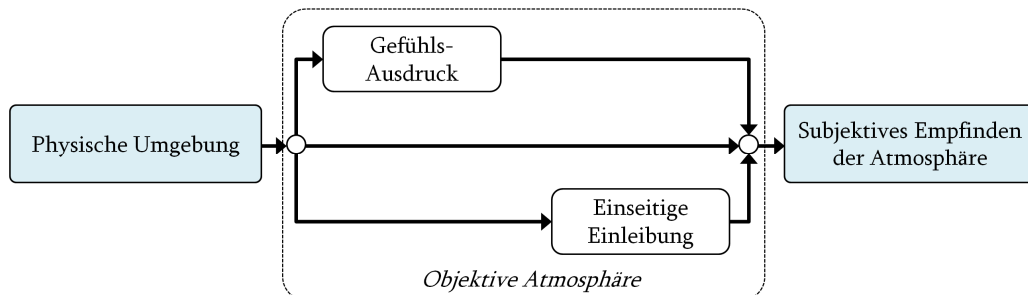 Gefühls-
Ausdruck
Physische Umgebung
Subjektives Empfinden
der Atmosphäre
Einseitige
Einleibung
Objektive Atmosphäre